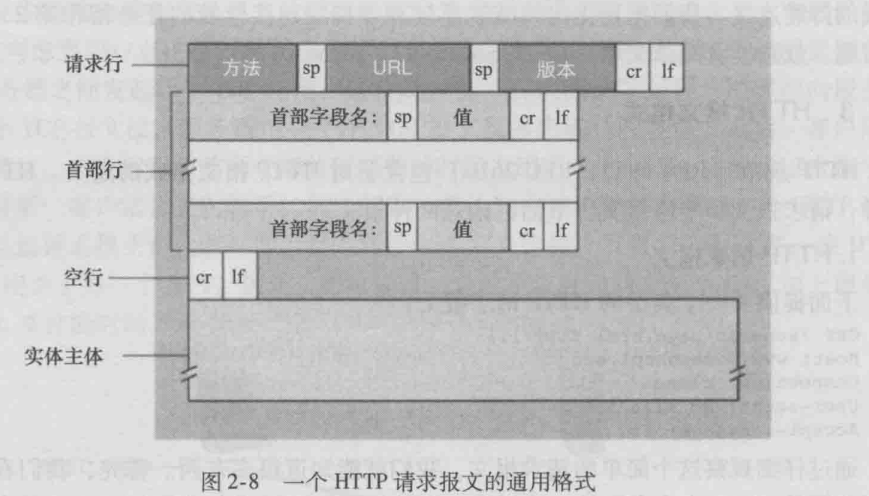 请求行 方法 sp URL sp 版本 cr lf
首部字段名： sp 值 cr lf
首部行
首部字段名： sp 值 cr lf
空行 cr lf
实体主体
图 2-8 一个 HTTP 请求报文的通用格式